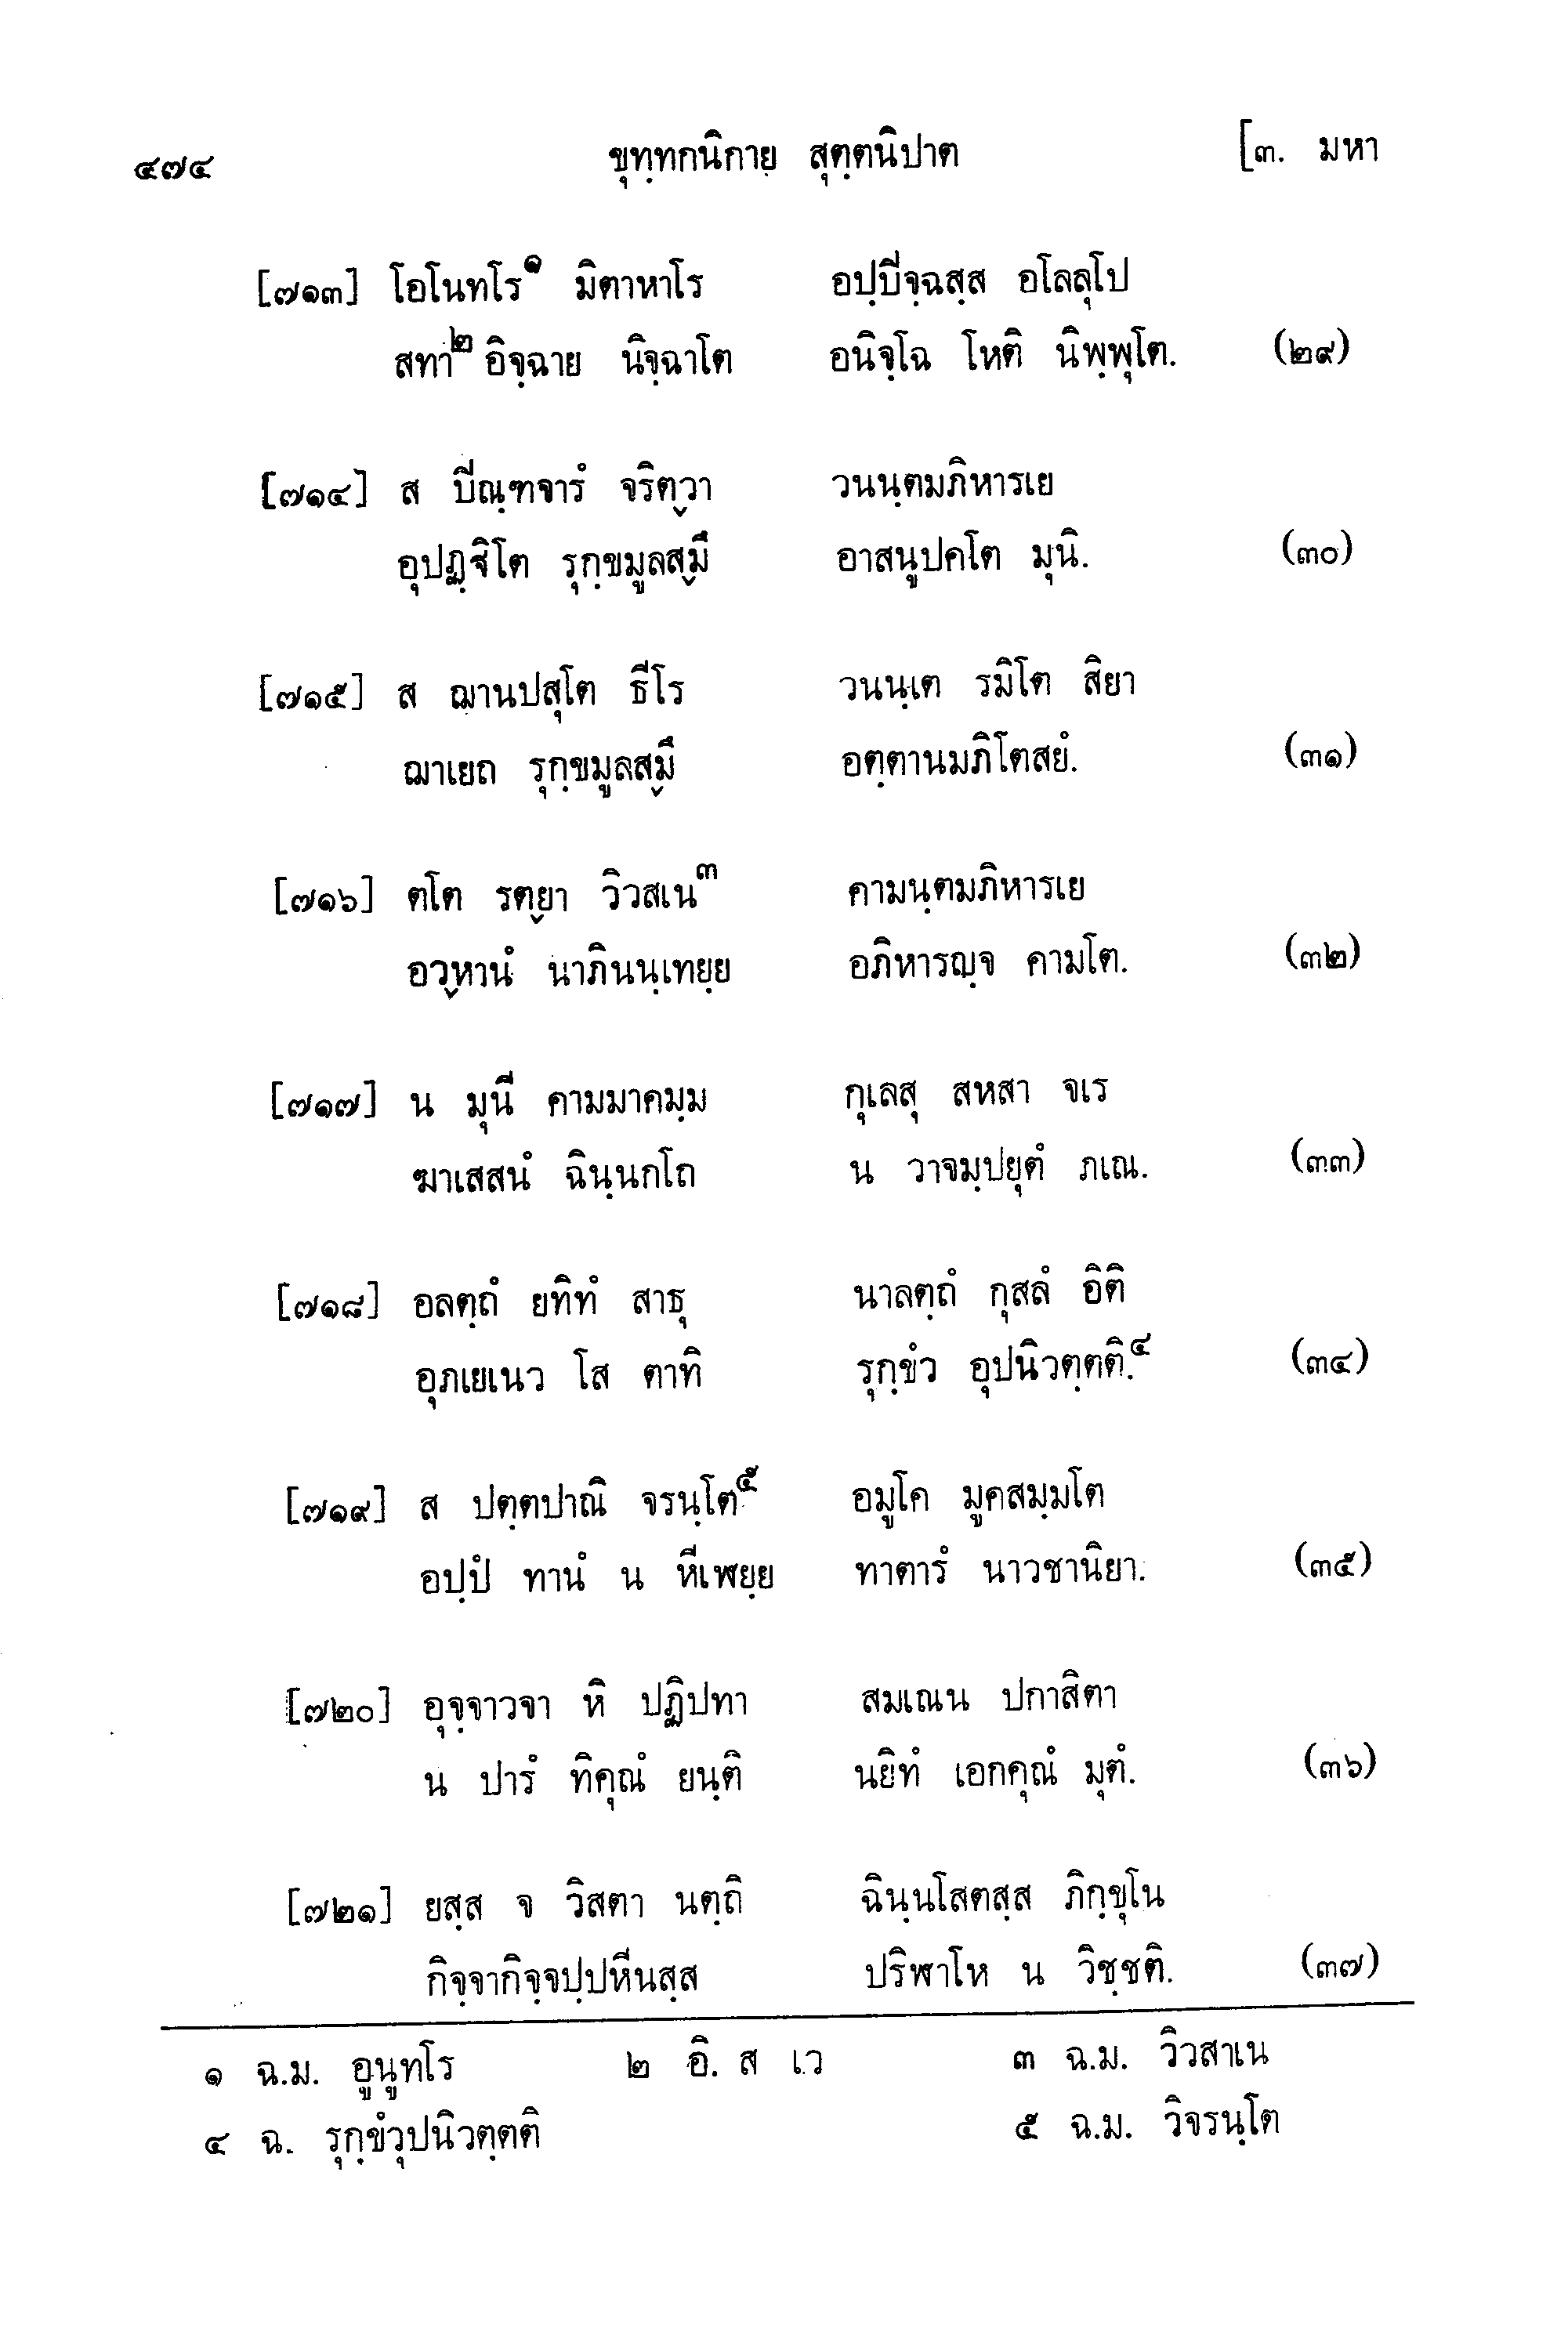 ๔๗๔ ขุทฺทกนิกาย สุตฺตนิปาต [๓. มหา
[๗๑๓] โอโนทโร๑ มิตาหาโร อปฺปิจฺฉสฺส อโลลุโป
สทา๒ อิจฺฉาย นิจฺฉาโต อนิจฺโฉ โหติ นิพฺพุโต. (๒๙)
[๗๑๔] ส ปิณฺฑจารํ จริตฺวา วนนฺตมภิหารเย
อุปฏฺฐิโต รุกฺขมูลสฺมึ อาสนูปคโต มุนิ. (๓๐)
[๗๑๕] ส ฌานปสุโต ธีโร วนนฺเต รมิโต สิยา
ฌาเยถ รุกฺขมูลสฺมึ อตฺตานมภิโตสยํ. (๓๑)
[๗๑๖] ตโต รตฺยา วิวสเน๓ คามนฺตมภิหารเย
อวฺหานํ นาภินนฺเทยฺย อภิหารญฺจ คามโต. (๓๒)
[๗๑๗] น มุนี คามมาคมฺม กุเลสุ สหสา จเร
ฆาเสสนํ ฉินฺนกโถ น วาจมฺปยุตํ ภเณ. (๓๓)
[๗๑๘] อลตฺถํ ยทิทํ สาธุ นาลตฺถํ กุสลํ อิติ
อุภเยเนว โส ตาทิ รุกฺขํว อุปนิวตฺตติ.๔ (๓๔)
[๗๑๙] ส ปตฺตปาณิ จรนฺโต๕ อมูโค มูคสมฺมโต
อปฺปํ ทานํ น หีเฬยฺย ทาตารํ นาวชานิยา. (๓๕)
[๗๒๐] อุจฺจาวจา หิ ปฏิปทา สมเณน ปกาสิตา
น ปารํ ทิคุณํ ยนฺติ นยิทํ เอกคุณํ มุตํ. (๓๖)
[๗๒๑] ยสฺส จ วิสตา นตฺถิ ฉินฺนโสตสฺส ภิกฺขุโน
กิจฺจากิจฺจปฺปหีนสฺส ปริฬาโห น วิชฺชติ. (๓๗)
๑ ฉ.ม. อูนูทโร ๒ อิ. ส เว ๓ ฉ.ม. วิวสาเน
๔ ฉ. รุกฺขํวุปนิวตฺตติ ๕ ฉ.ม. วิจรนฺโต